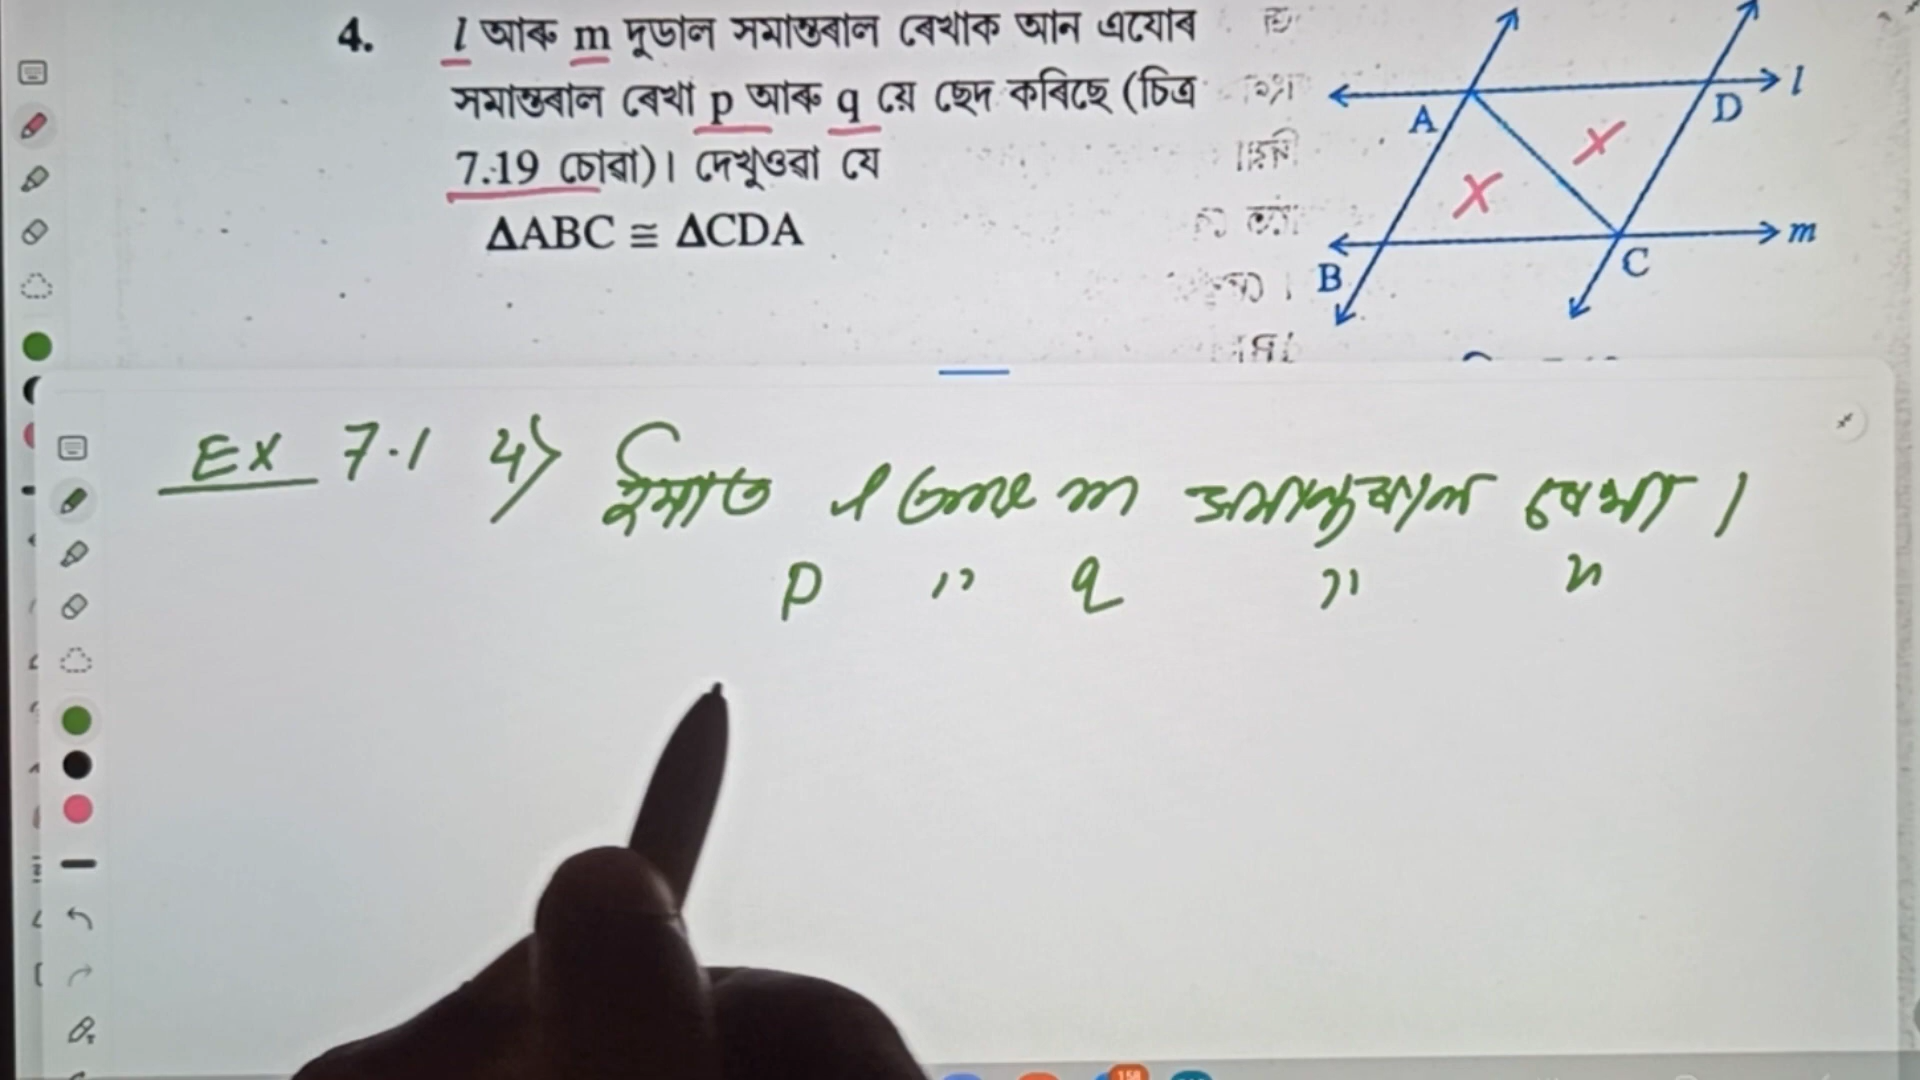 4. l আৰু m দুডাল সমান্তৰাল ৰেখাক আন এযোৰ
সমান্তৰাল ৰেখা p আৰু q য়ে ছেদ কৰিছে (চিত্ৰ
7.19 চোৱা)। দেখুওৱা যে
ΔABC ≅ ΔCDA
A D l
B C m
Ex 7.1 4) ইয়াত l আৰু m সমান্তৰাল ৰেখা।
p " q " "
158